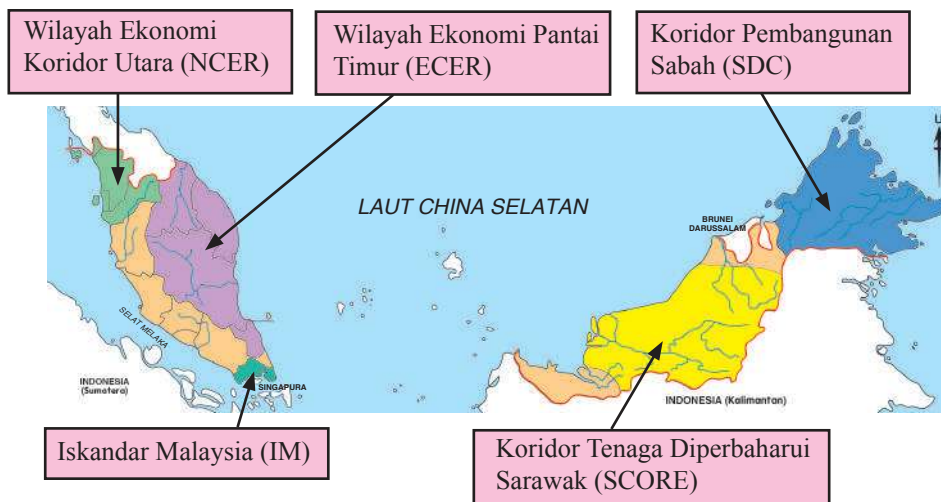 Wilayah Ekonomi
Koridor Utara (NCER)
Wilayah Ekonomi Pantai
Timur (ECER)
Koridor Pembangunan
Sabah (SDC)
U
LAUT CHINA SELATAN
BRUNEI
DARUSSALAM
SELAT MELAKA
INDONESIA
(Sumatera)
SINGAPURA
INDONESIA (Kalimantan)
Iskandar Malaysia (IM)
Koridor Tenaga Diperbaharui
Sarawak (SCORE)